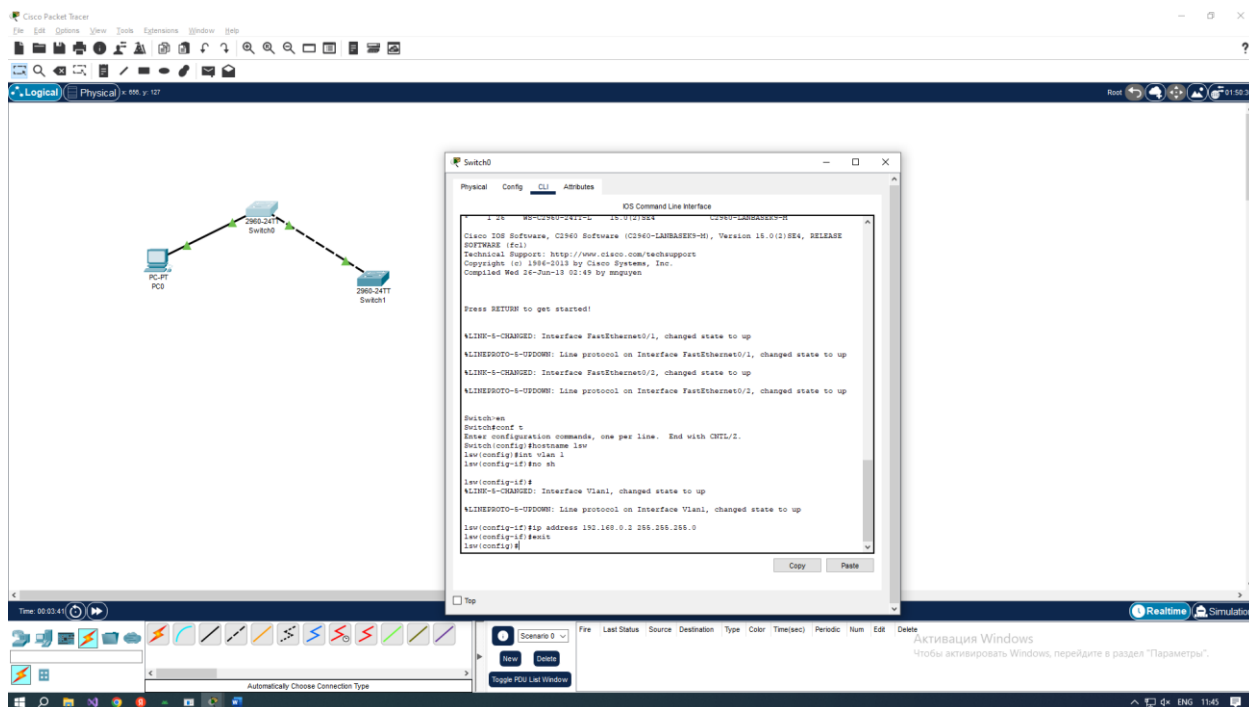 Cisco Packet Tracer
File Edit Options View Tools Extensions Window Help
?
Logical Physical x: 666, y: 127 Root
2960-24TT
Switch0
PC-PT
PC0
2960-24TT
Switch1
Switch0
Physical Config CLI Attributes
IOS Command Line Interface
* 1 26 WS-C2960-24TT-L 15.0(2)SE4 C2960-LANBASEK9-M
Cisco IOS Software, C2960 Software (C2960-LANBASEK9-M), Version 15.0(2)SE4, RELEASE
SOFTWARE (fc1)
Technical Support: http://www.cisco.com/techsupport
Copyright (c) 1986-2013 by Cisco Systems, Inc.
Compiled Wed 26-Jun-13 02:49 by mnguyen
Press RETURN to get started!
%LINK-5-CHANGED: Interface FastEthernet0/1, changed state to up
%LINEPROTO-5-UPDOWN: Line protocol on Interface FastEthernet0/1, changed state to up
%LINK-5-CHANGED: Interface FastEthernet0/2, changed state to up
%LINEPROTO-5-UPDOWN: Line protocol on Interface FastEthernet0/2, changed state to up
Switch>en
Switch#conf t
Enter configuration commands, one per line. End with CNTL/Z.
Switch(config)#hostname lsw
lsw(config)#int vlan 1
lsw(config-if)#no sh
lsw(config-if)#
%LINK-5-CHANGED: Interface Vlan1, changed state to up
%LINEPROTO-5-UPDOWN: Line protocol on Interface Vlan1, changed state to up
lsw(config-if)#ip address 192.168.0.2 255.255.255.0
lsw(config-if)#exit
lsw(config)#
Copy Paste
Top
Time: 00:03:41 Realtime Simulation
Scenario 0
New Delete
Toggle PDU List Window
Fire Last Status Source Destination Type Color Time(sec) Periodic Num Edit Delete
Активация Windows
Чтобы активировать Windows, перейдите в раздел "Параметры".
Automatically Choose Connection Type
ENG 11:45